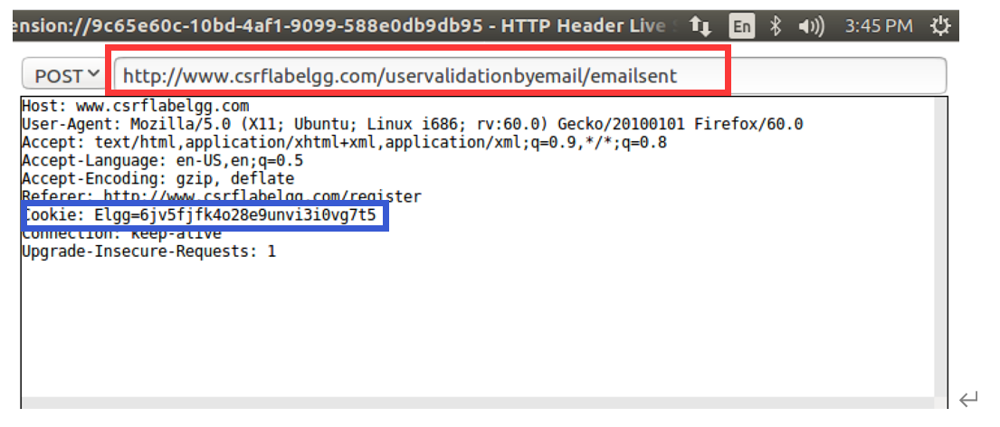 ension://9c65e60c-10bd-4af1-9099-588e0db9db95 - HTTP Header Live S En 3:45 PM
POST http://www.csrflabelgg.com/uservalidationbyemail/emailsent
Host: www.csrflabelgg.com
User-Agent: Mozilla/5.0 (X11; Ubuntu; Linux i686; rv:60.0) Gecko/20100101 Firefox/60.0
Accept: text/html,application/xhtml+xml,application/xml;q=0.9,*/*;q=0.8
Accept-Language: en-US,en;q=0.5
Accept-Encoding: gzip, deflate
Referer: http://www.csrflabelgg.com/register
Cookie: Elgg=6jv5fjfk4o28e9unvi3i0vg7t5
Connection: keep-alive
Upgrade-Insecure-Requests: 1